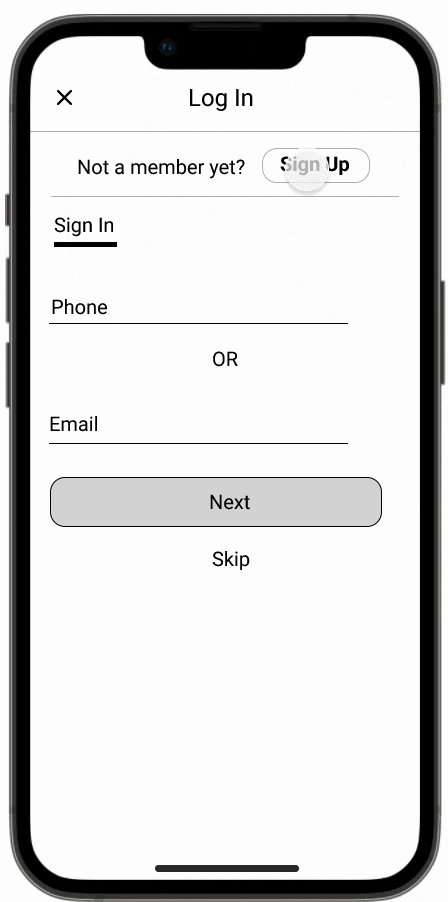 Log In
Not a member yet? Sign Up
Sign In
Phone
OR
Email
Next
Skip